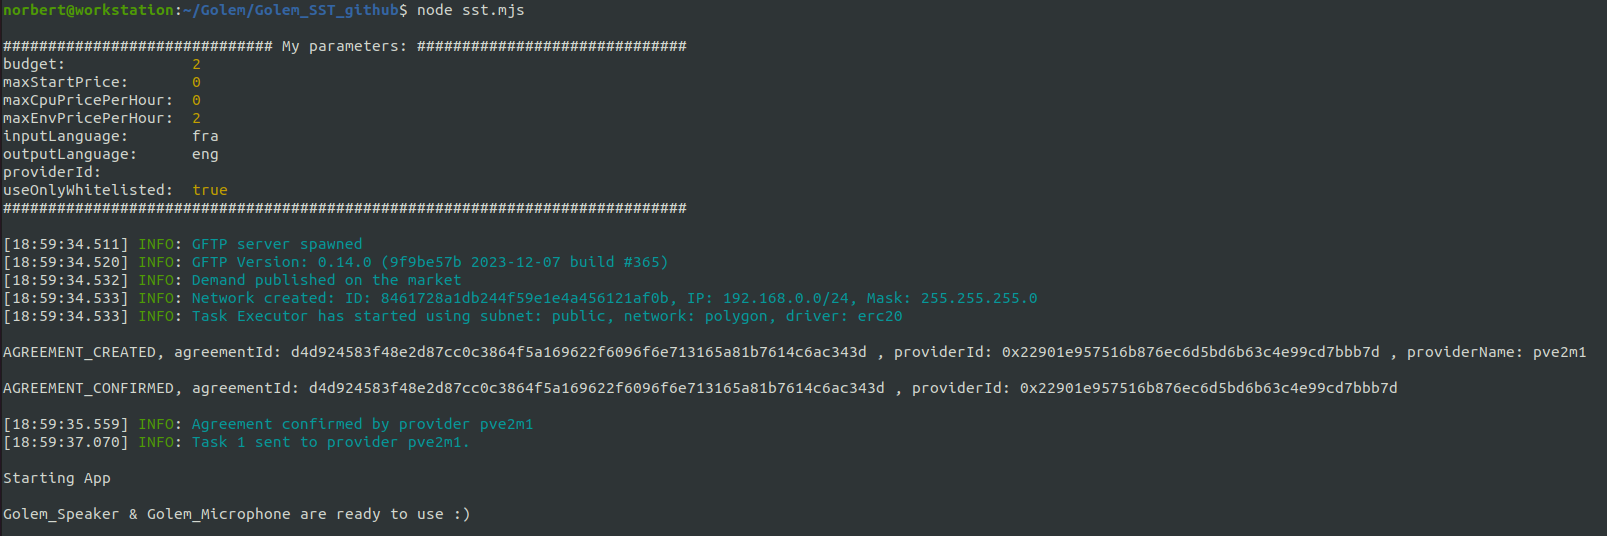 norbert@workstation:~/Golem/Golem_SST_github$ node sst.mjs
############################## My parameters: ##############################
budget: 2
maxStartPrice: 0
maxCpuPricePerHour: 0
maxEnvPricePerHour: 2
inputLanguage: fra
outputLanguage: eng
providerId:
useOnlyWhitelisted: true
############################################################################
[18:59:34.511] INFO: GFTP server spawned
[18:59:34.520] INFO: GFTP Version: 0.14.0 (9f9be57b 2023-12-07 build #365)
[18:59:34.532] INFO: Demand published on the market
[18:59:34.533] INFO: Network created: ID: 8461728a1db244f59e1e4a456121af0b, IP: 192.168.0.0/24, Mask: 255.255.255.0
[18:59:34.533] INFO: Task Executor has started using subnet: public, network: polygon, driver: erc20
AGREEMENT_CREATED, agreementId: d4d924583f48e2d87cc0c3864f5a169622f6096f6e713165a81b7614c6ac343d , providerId: 0x22901e957516b876ec6d5bd6b63c4e99cd7bbb7d , providerName: pve2m1
AGREEMENT_CONFIRMED, agreementId: d4d924583f48e2d87cc0c3864f5a169622f6096f6e713165a81b7614c6ac343d , providerId: 0x22901e957516b876ec6d5bd6b63c4e99cd7bbb7d
[18:59:35.559] INFO: Agreement confirmed by provider pve2m1
[18:59:37.070] INFO: Task 1 sent to provider pve2m1.
Starting App
Golem_Speaker & Golem_Microphone are ready to use :)